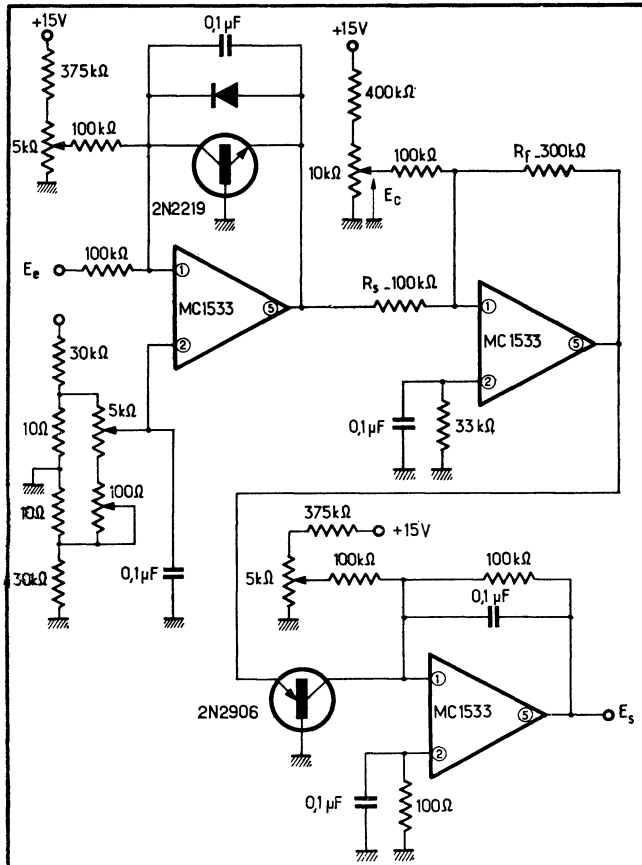 +15V
375kΩ
5kΩ
100kΩ
0,1µF
2N2219
+15V
400kΩ
10kΩ
100kΩ
Ec
Rf_300kΩ
Ee
100kΩ
1
MC1533
5
2
Rs_100kΩ
1
MC1533
5
2
0,1µF
33kΩ
30kΩ
10Ω
5kΩ
10Ω
100Ω
30kΩ
0,1µF
375kΩ
+15V
5kΩ
100kΩ
100kΩ
0,1µF
2N2906
1
MC1533
5
Es
2
0,1µF
100Ω